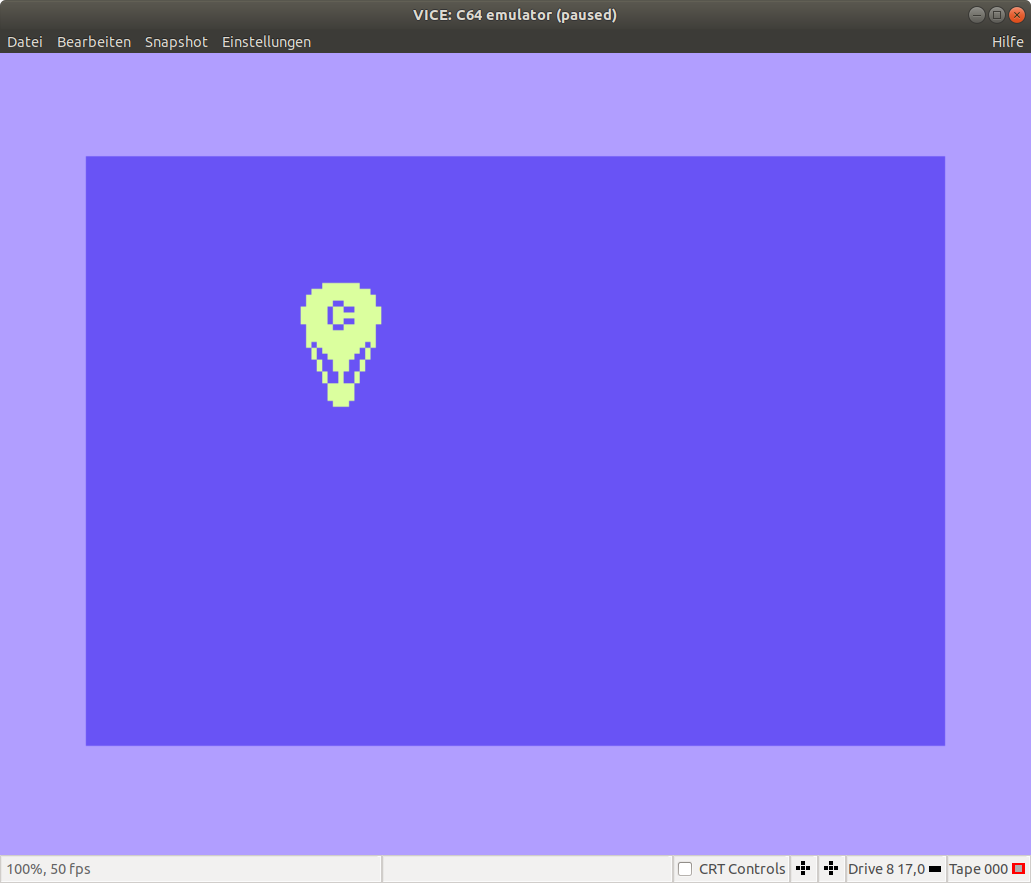 VICE: C64 emulator (paused)
Datei Bearbeiten Snapshot Einstellungen Hilfe
C
100%, 50 fps CRT Controls Drive 8 17,0 Tape 000